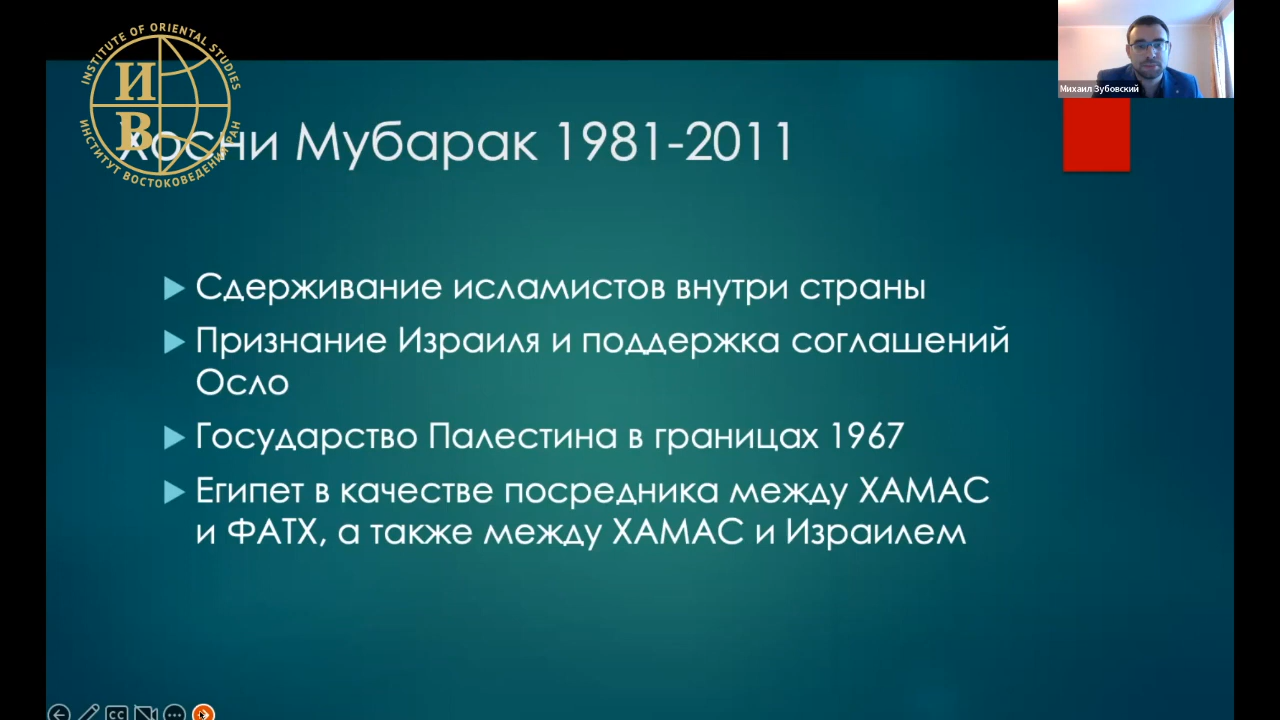 INSTITUTE OF ORIENTAL STUDIES
И
В
ИНСТИТУТ ВОСТОКОВЕДЕНИЯ РАН
Михаил Зубовский
Хосни Мубарак 1981-2011
Сдерживание исламистов внутри страны
Признание Израиля и поддержка соглашений
Осло
Государство Палестина в границах 1967
Египет в качестве посредника между ХАМАС
и ФАТХ, а также между ХАМАС и Израилем
CC